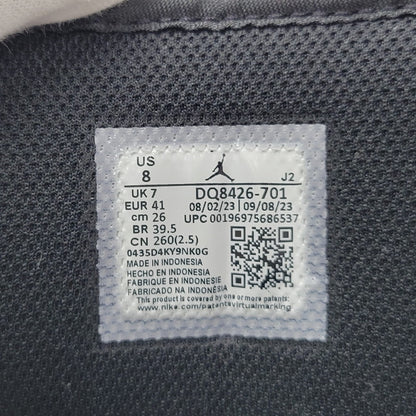 US
8
J2
UK 7
DQ8426-701
EUR 41
08/02/23 09/08/23
cm 26
UPC 00196975686537
BR 39.5
CN 260(2.5)
0435D4KY9NK0G
MADE IN INDONESIA
HECHO EN INDONESIA
FABRIQUE EN INDONESIE
FABRICADO NA INDONÉSIA
This product is covered by one or more patents:
www.nike.com/patentsvirtualmarking